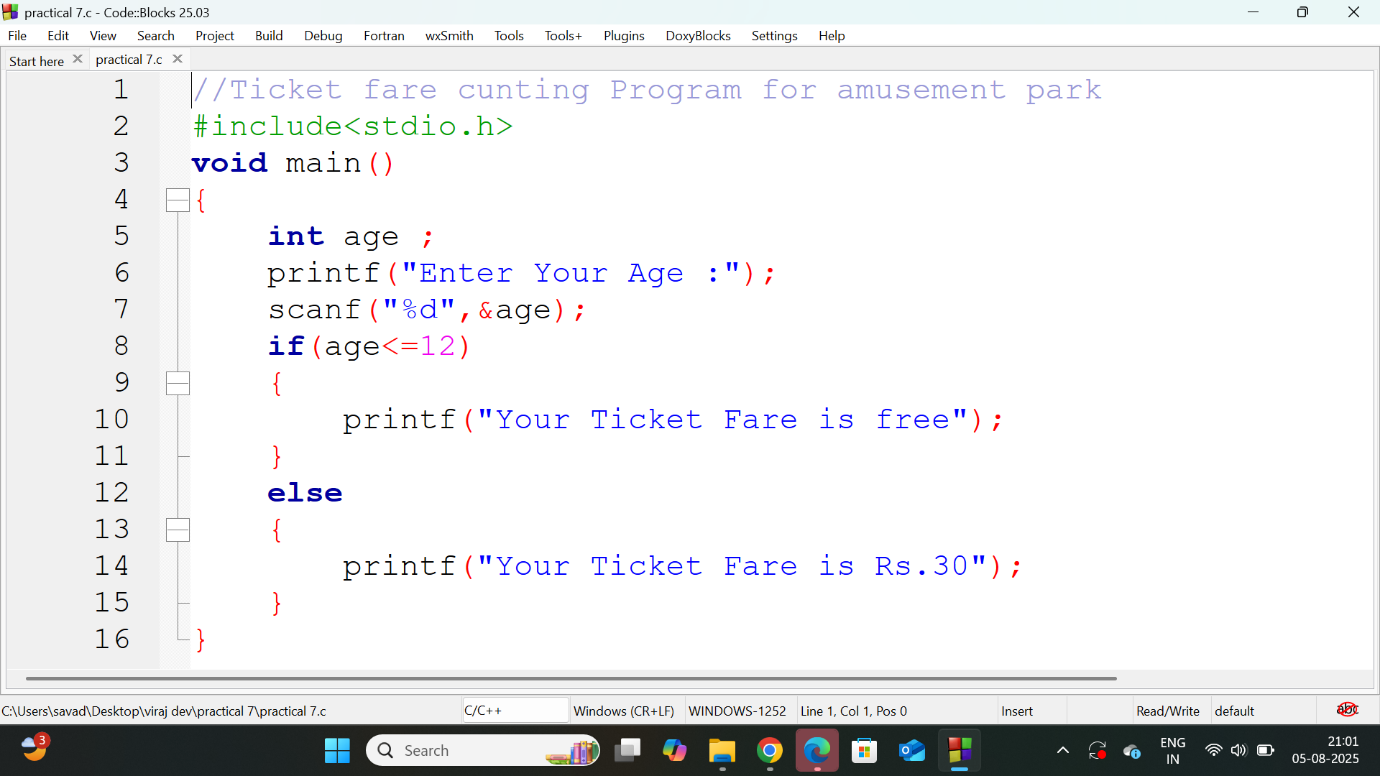 practical 7.c - Code::Blocks 25.03
File Edit View Search Project Build Debug Fortran wxSmith Tools Tools+ Plugins DoxyBlocks Settings Help
Start here practical 7.c
1 //Ticket fare cunting Program for amusement park
2 #include<stdio.h>
3 void main()
4 {
5 int age ;
6 printf("Enter Your Age :");
7 scanf("%d",&age);
8 if(age<=12)
9 {
10 printf("Your Ticket Fare is free");
11 }
12 else
13 {
14 printf("Your Ticket Fare is Rs.30");
15 }
16 }
C:\Users\savad\Desktop\viraj dev\practical 7\practical 7.c C/C++ Windows (CR+LF) WINDOWS-1252 Line 1, Col 1, Pos 0 Insert Read/Write default abc
3 Search ENG IN 21:01 05-08-2025